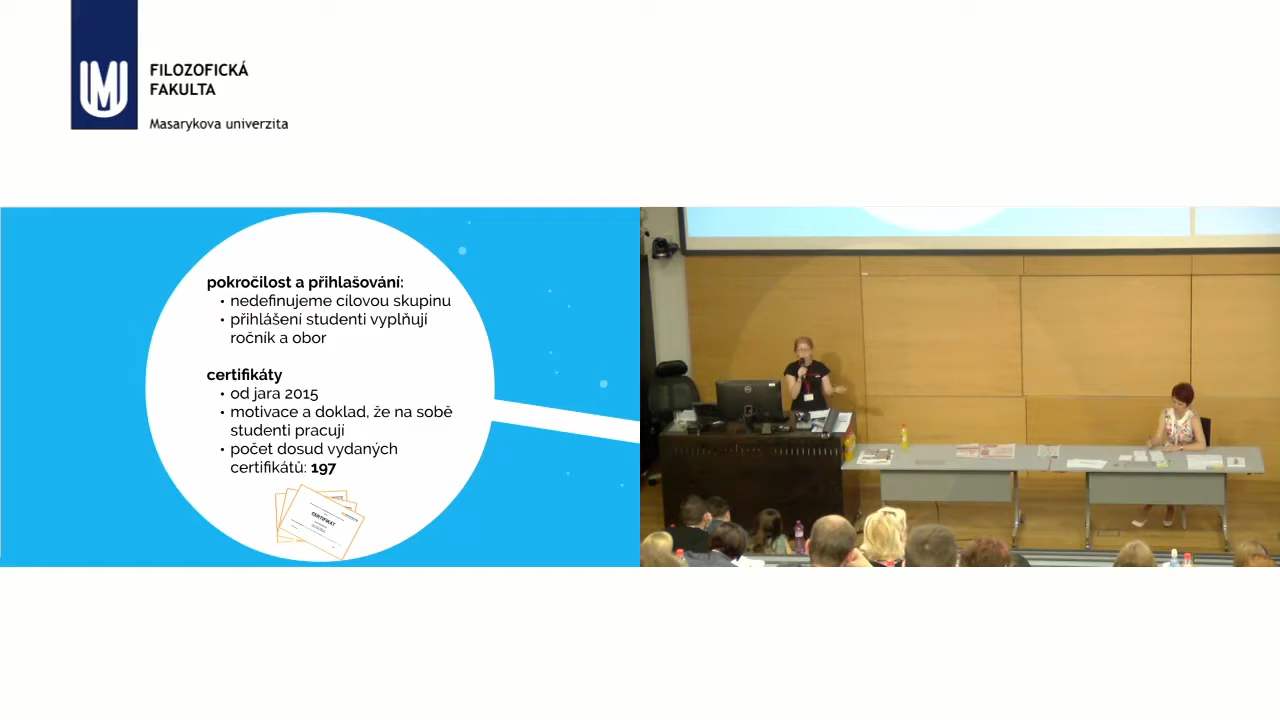 FILOZOFICKÁ
FAKULTA
Masarykova univerzita
pokročilost a přihlašování:
• nedefinujeme cílovou skupinu
• přihlášení studenti vyplňují
ročník a obor
certifikáty
• od jara 2015
• motivace a doklad, že na sobě
studenti pracují
• počet dosud vydaných
certifikátů: 197
CERTIFIKÁT